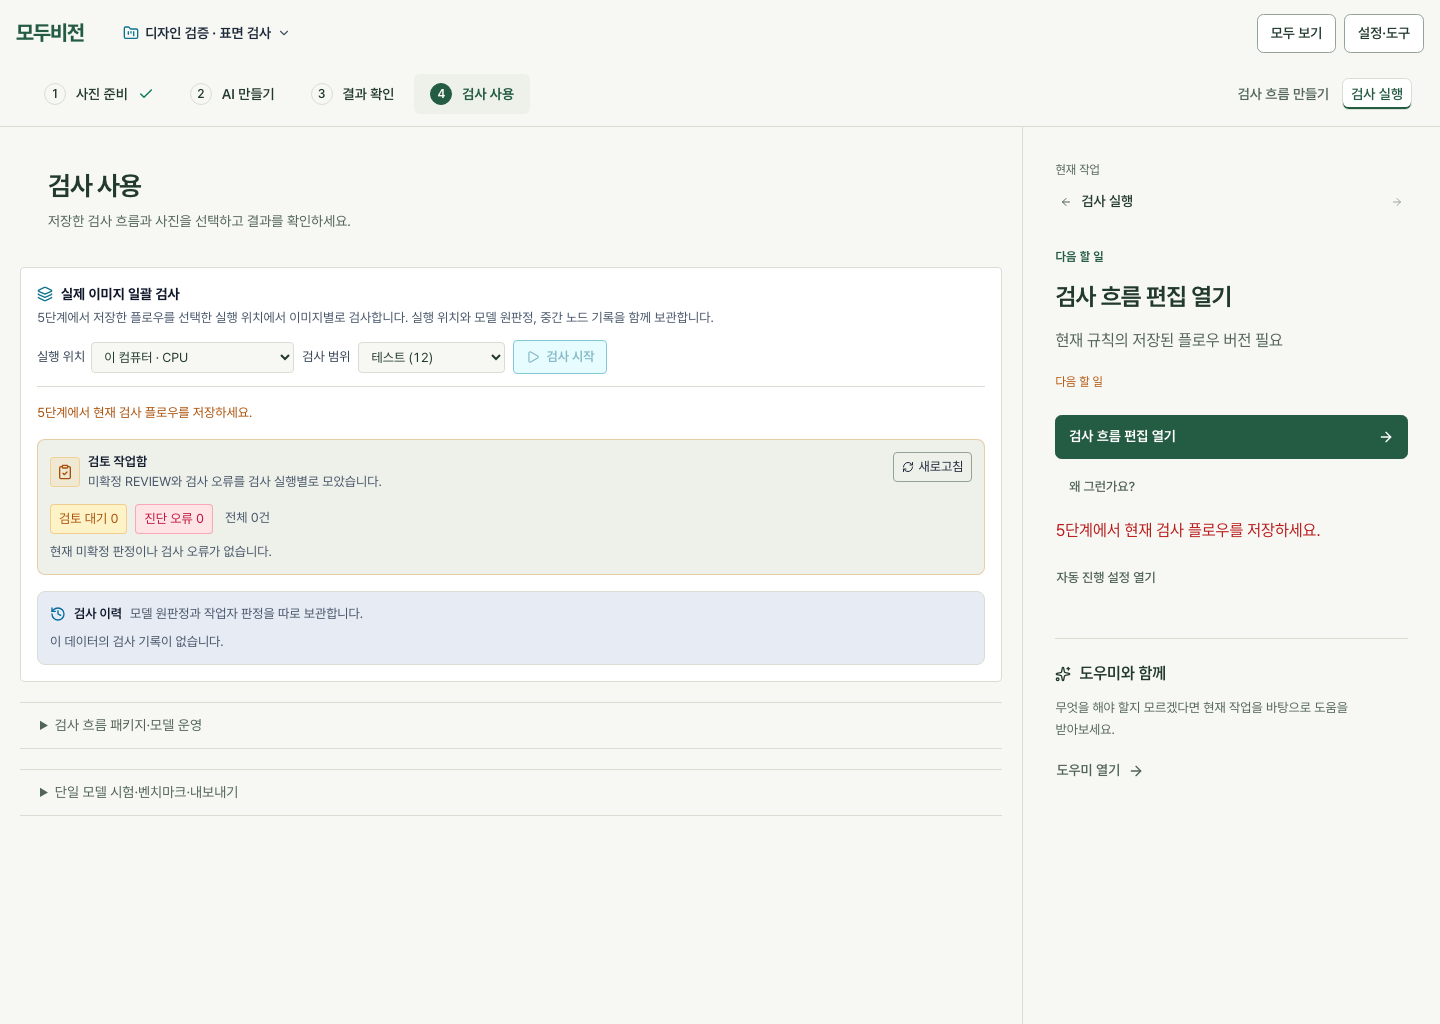 모두비전
디자인 검증 · 표면 검사
모두 보기
설정·도구
1 사진 준비
2 AI 만들기
3 결과 확인
4 검사 사용
검사 흐름 만들기
검사 실행
검사 사용
저장한 검사 흐름과 사진을 선택하고 결과를 확인하세요.
실제 이미지 일괄 검사
5단계에서 저장한 플로우를 선택한 실행 위치에서 이미지별로 검사합니다. 실행 위치와 모델 원판정, 중간 노드 기록을 함께 보관합니다.
실행 위치
이 컴퓨터 · CPU
검사 범위
테스트 (12)
검사 시작
5단계에서 현재 검사 플로우를 저장하세요.
검토 작업함
미확정 REVIEW와 검사 오류를 검사 실행별로 모았습니다.
새로고침
검토 대기 0
진단 오류 0
전체 0건
현재 미확정 판정이나 검사 오류가 없습니다.
검사 이력 모델 원판정과 작업자 판정을 따로 보관합니다.
이 데이터의 검사 기록이 없습니다.
검사 흐름 패키지·모델 운영
단일 모델 시험·벤치마크·내보내기
현재 작업
검사 실행
다음 할 일
검사 흐름 편집 열기
현재 규칙의 저장된 플로우 버전 필요
다음 할 일
검사 흐름 편집 열기
왜 그런가요?
5단계에서 현재 검사 플로우를 저장하세요.
자동 진행 설정 열기
도우미와 함께
무엇을 해야 할지 모르겠다면 현재 작업을 바탕으로 도움을
받아보세요.
도우미 열기